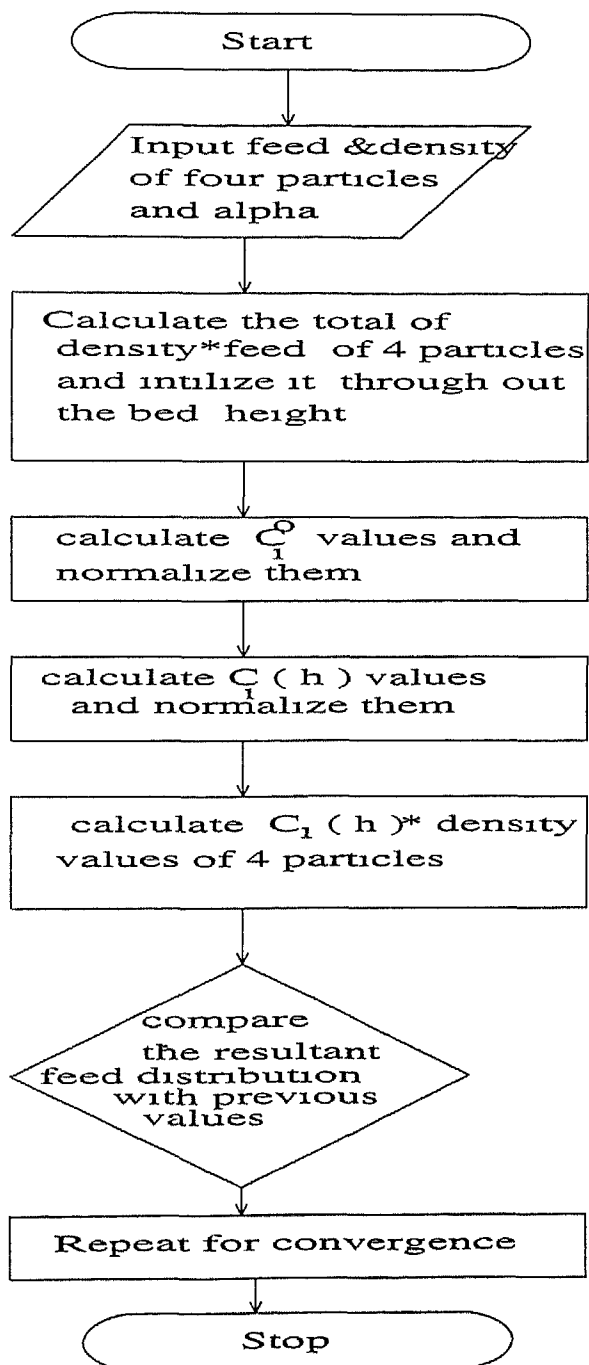 Start
Input feed &density
of four particles
and alpha
Calculate the total of
density*feed of 4 particles
and intilize it through out
the bed height
calculate C₁⁰ values and
normalize them
calculate C₁ ( h ) values
and normalize them
calculate C₁ ( h )* density
values of 4 particles
compare
the resultant
feed distribution
with previous
values
Repeat for convergence
Stop